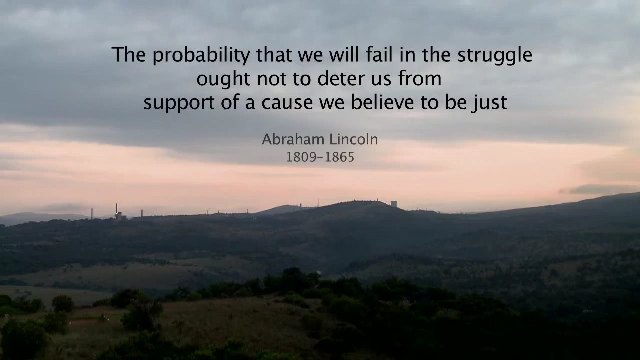 The probability that we will fail in the struggle
ought not to deter us from
support of a cause we believe to be just
Abraham Lincoln
1809-1865